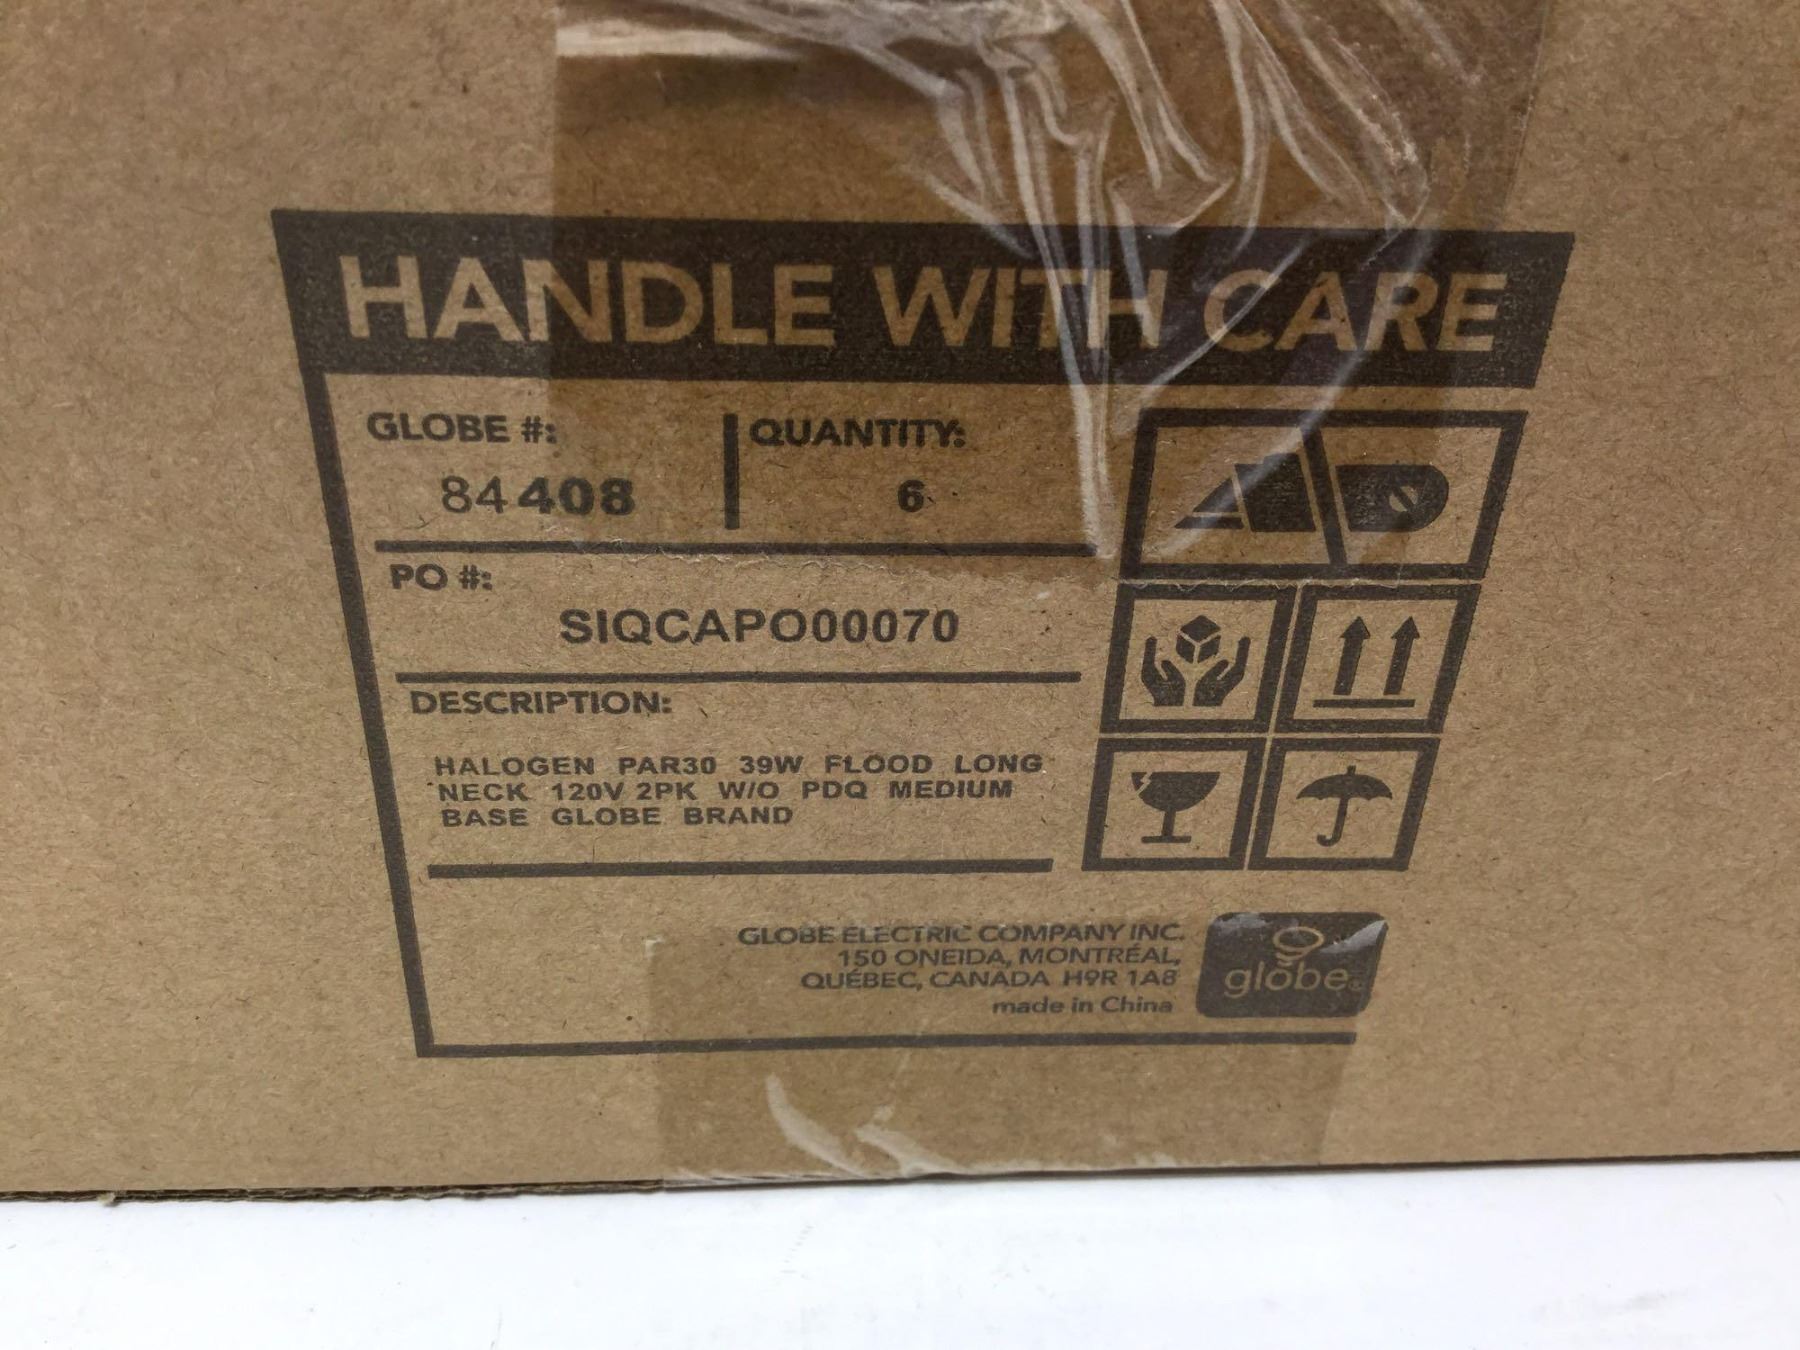 HANDLE WITH CARE
GLOBE #: QUANTITY:
84408 6
PO #:
SIQCAPO00070
DESCRIPTION:
HALOGEN PAR30 39W FLOOD LONG
NECK 120V 2PK W/O PDQ MEDIUM
BASE GLOBE BRAND
GLOBE ELECTRIC COMPANY INC.
150 ONEIDA, MONTRÉAL,
QUÉBEC, CANADA H9R 1A8
made in China
globe®